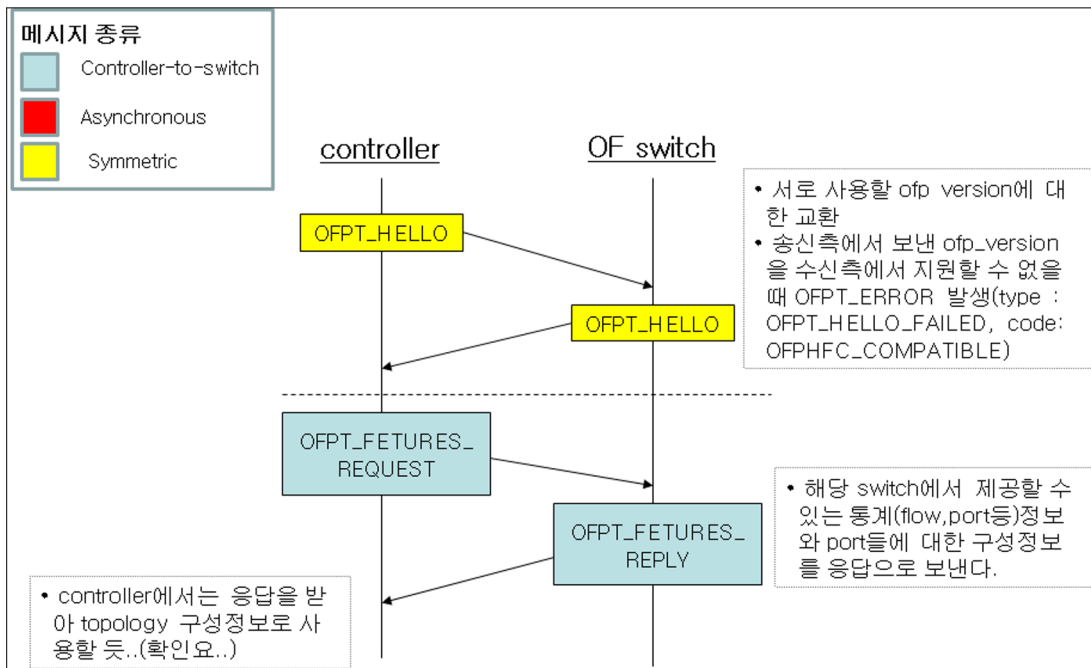 메시지 종류
Controller-to-switch
Asynchronous
Symmetric
controller
OF switch
OFPT_HELLO
OFPT_HELLO
• 서로 사용할 ofp version에 대
한 교환
• 송신측에서 보낸 ofp_version
을 수신측에서 지원할 수 없을
때 OFPT_ERROR 발생(type :
OFPT_HELLO_FAILED, code:
OFPHFC_COMPATIBLE)
OFPT_FETURES_
REQUEST
OFPT_FETURES_
REPLY
• 해당 switch에서 제공할 수
있는 통계(flow,port등)정보
와 port들에 대한 구성정보
를 응답으로 보낸다.
• controller에서는 응답을 받
아 topology 구성정보로 사
용할 듯..(확인요..)